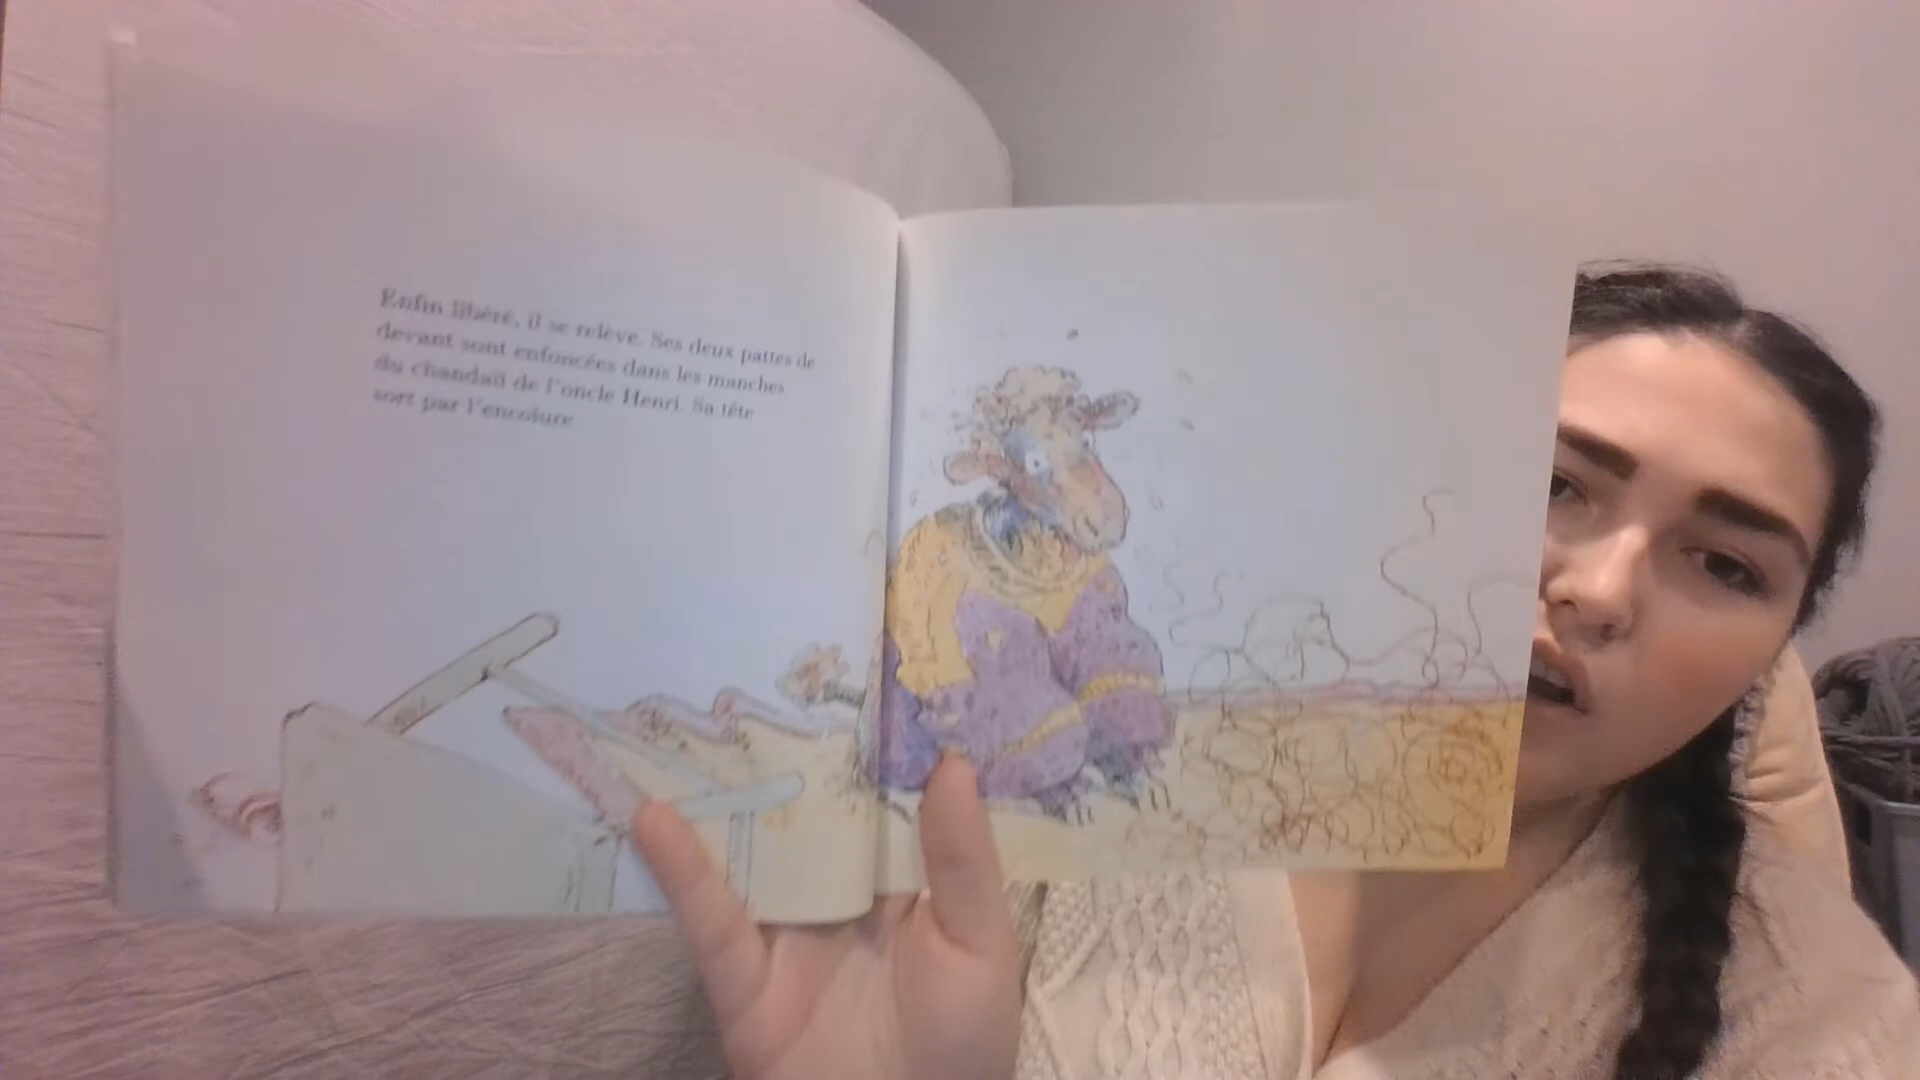 Enfin libéré, il se relève. Ses deux pattes de
devant sont enfoncées dans les manches
du chandail de l'oncle Henri. Sa tête
sort par l'encolure.